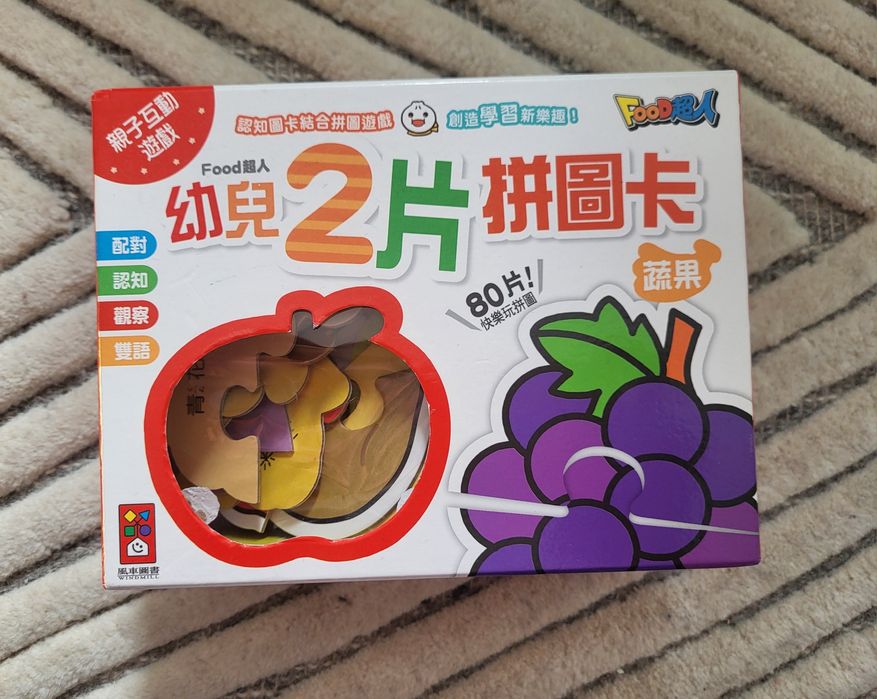 親子互動
遊戲
認知圖卡結合拼圖遊戲
創造學習新樂趣!
FOOD超人
Food超人
幼兒2片拼圖卡
蔬果
配對
認知
觀察
雙語
80片!
快樂玩拼圖
青
花
風車圖書
WINDMILL